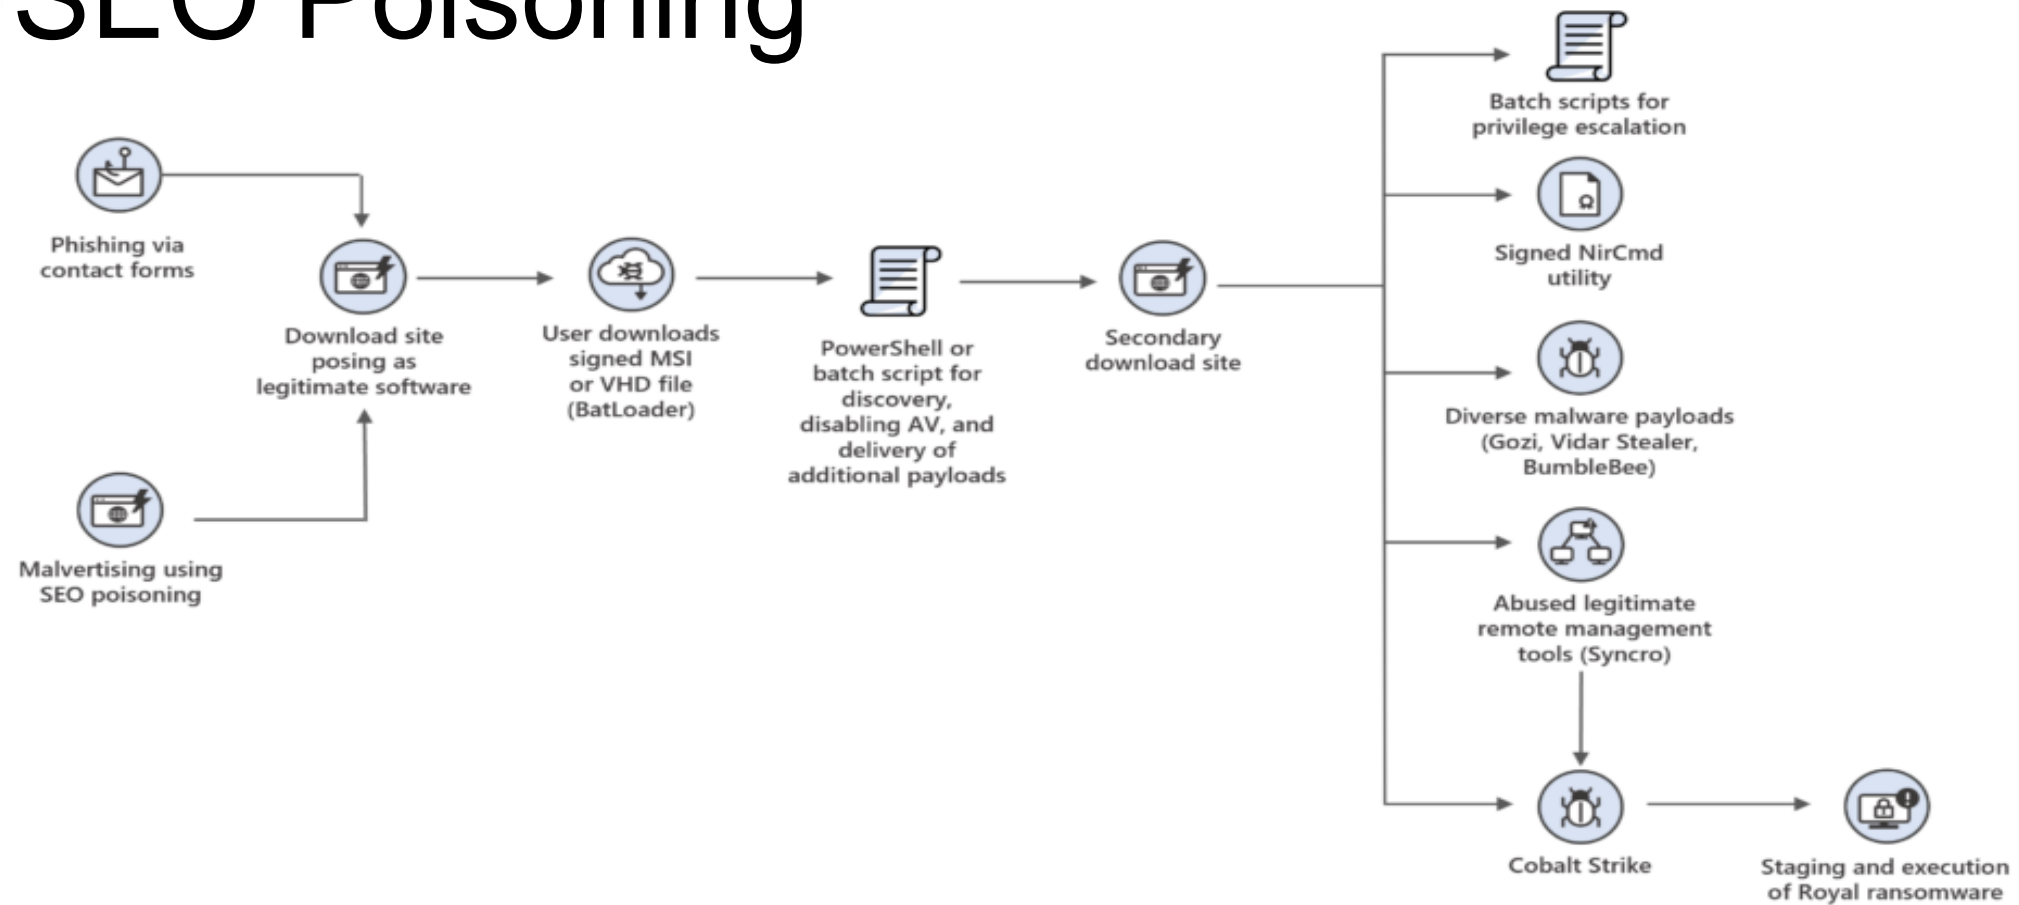 SEO Poisoning
Phishing via
contact forms
Malvertising using
SEO poisoning
Download site
posing as
legitimate software
User downloads
signed MSI
or VHD file
(BatLoader)
PowerShell or
batch script for
discovery,
disabling AV, and
delivery of
additional payloads
Secondary
download site
Batch scripts for
privilege escalation
Signed NirCmd
utility
Diverse malware payloads
(Gozi, Vidar Stealer,
BumbleBee)
Abused legitimate
remote management
tools (Syncro)
Cobalt Strike
Staging and execution
of Royal ransomware